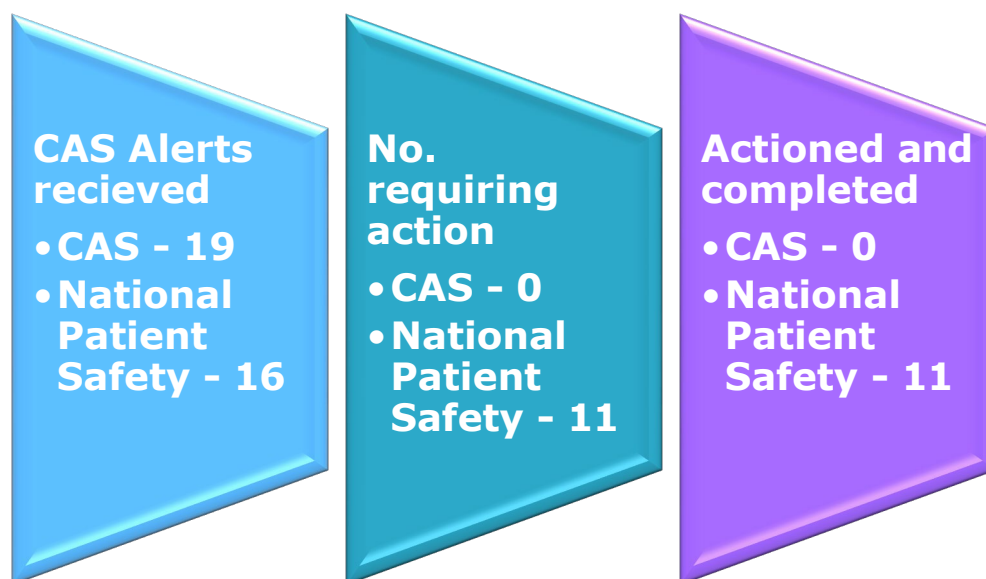 CAS Alerts
recieved
• CAS - 19
• National
Patient
Safety - 16
No.
requiring
action
• CAS - 0
• National
Patient
Safety - 11
Actioned and
completed
• CAS - 0
• National
Patient
Safety - 11